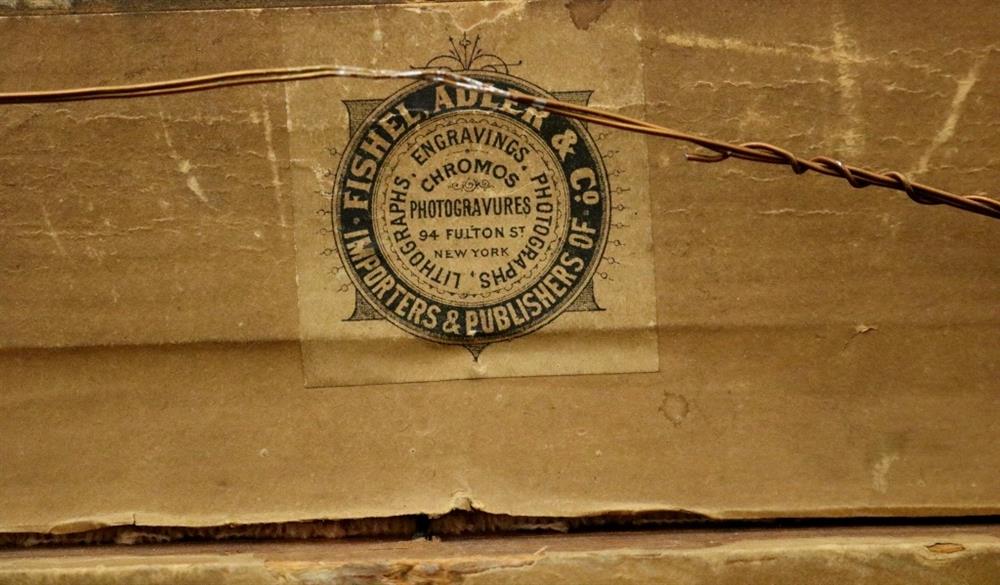 FISHEL, ADLER & CO.
IMPORTERS & PUBLISHERS OF
ENGRAVINGS, PHOTOGRAPHS, LITHOGRAPHS,
CHROMOS
PHOTOGRAVURES
94 FULTON ST
NEW YORK